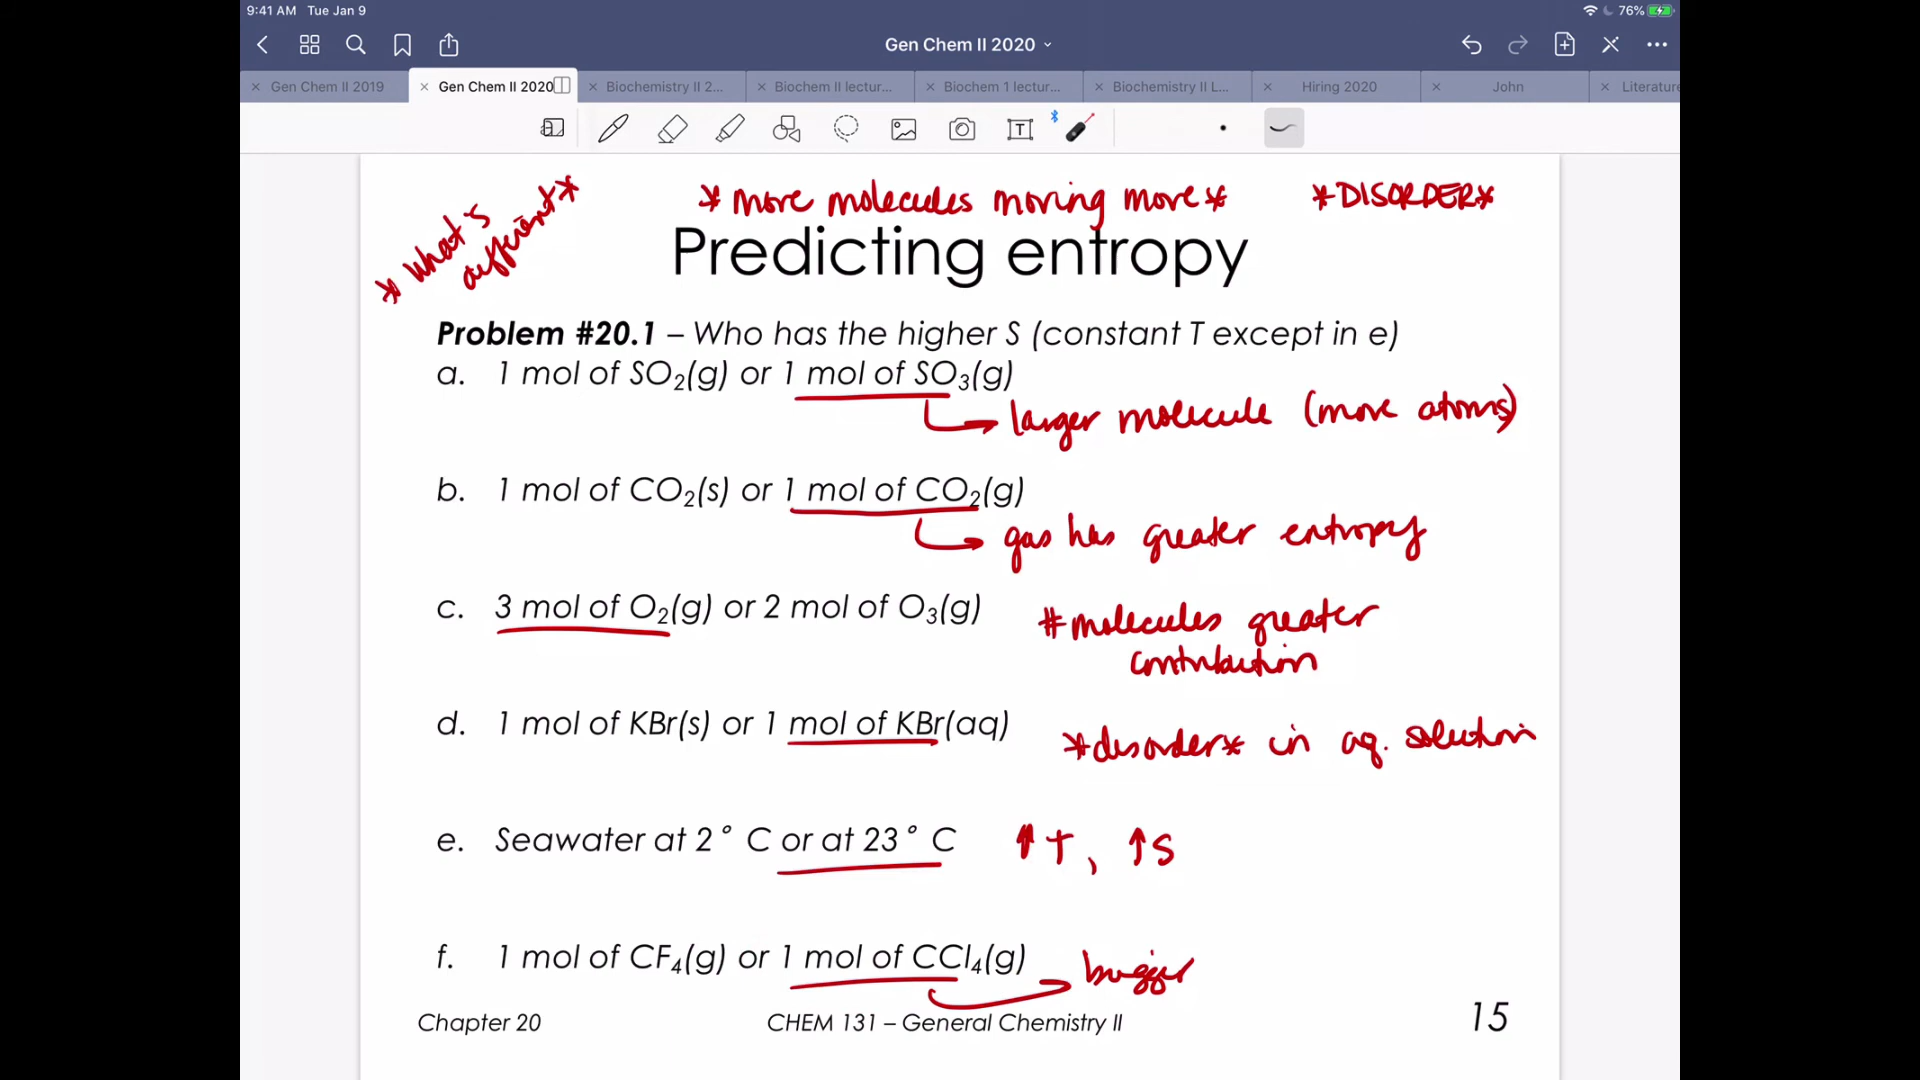 9:41 AM Tue Jan 9
76%
Gen Chem II 2020
Gen Chem II 2019
Gen Chem II 2020
Biochemistry II 2...
Biochem II lectur...
Biochem 1 lectur...
Biochemistry II L...
Hiring 2020
John
Literature
*What's different*
*more molecules moving more*
*DISORDER*
Predicting entropy
Problem #20.1 – Who has the higher S (constant T except in e)
a. 1 mol of SO₂(g) or 1 mol of SO₃(g)
larger molecule (more atoms)
b. 1 mol of CO₂(s) or 1 mol of CO₂(g)
gas has greater entropy
c. 3 mol of O₂(g) or 2 mol of O₃(g)
#molecules greater
contribution
d. 1 mol of KBr(s) or 1 mol of KBr(aq)
*disorder* in aq. solution
e. Seawater at 2° C or at 23° C
↑T, ↑S
f. 1 mol of CF₄(g) or 1 mol of CCl₄(g)
bigger
Chapter 20
CHEM 131 – General Chemistry II
15